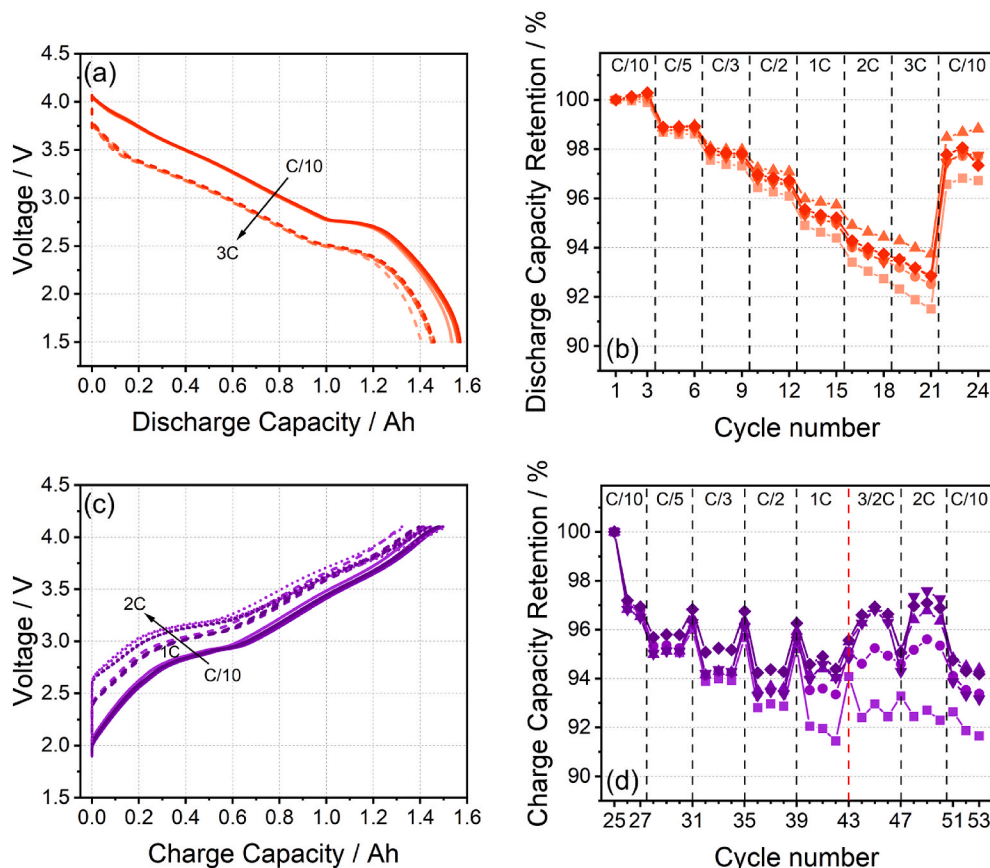 (a)
Voltage / V
4.5
4.0
3.5
3.0
2.5
2.0
1.5
C/10
3C
0.0 0.2 0.4 0.6 0.8 1.0 1.2 1.4 1.6
Discharge Capacity / Ah
(b)
Discharge Capacity Retention / %
C/10 C/5 C/3 C/2 1C 2C 3C C/10
100
98
96
94
92
90
1 3 6 9 12 15 18 21 24
Cycle number
(c)
Voltage / V
4.5
4.0
3.5
3.0
2.5
2.0
1.5
2C
1C
C/10
0.0 0.2 0.4 0.6 0.8 1.0 1.2 1.4 1.6
Charge Capacity / Ah
(d)
Charge Capacity Retention / %
C/10 C/5 C/3 C/2 1C 3/2C 2C C/10
100
98
96
94
92
90
25 27 31 35 39 43 47 51 53
Cycle number